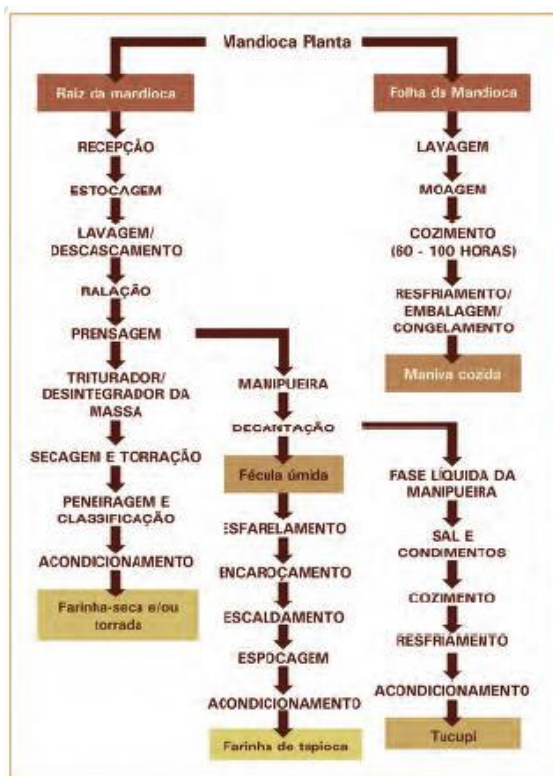 Mandioca Planta
Raiz da mandioca
RECEPÇÃO
ESTOCAGEM
LAVAGEM/
DESCASCAMENTO
RALAÇÃO
PRENSAGEM
TRITURADOR/
DESINTEGRADOR DA
MASSA
SECAGEM E TORRAÇÃO
PENEIRAGEM E
CLASSIFICAÇÃO
ACONDICIONAMENTO
Farinha-seca e/ou
torrada
MANIPUEIRA
DECANTAÇÃO
Fécula úmida
ESFARELAMENTO
ENCAROÇAMENTO
ESCALDAMENTO
ESPOCAGEM
ACONDICIONAMENTO
Farinha de tapioca
FASE LÍQUIDA DA
MANIPUEIRA
SAL E
CONDIMENTOS
COZIMENTO
RESFRIAMENTO
ACONDICIONAMENTO
Tucupi
Folha da Mandioca
LAVAGEM
MOAGEM
COZIMENTO
(60 - 100 HORAS)
RESFRIAMENTO/
EMBALAGEM/
CONGELAMENTO
Maniva cozida